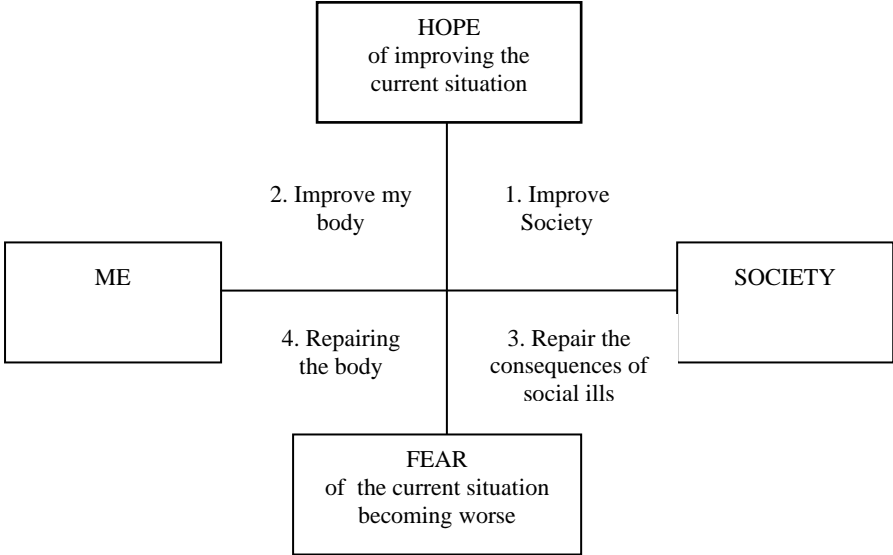 HOPE
of improving the
current situation
2. Improve my
body
1. Improve
Society
ME
SOCIETY
4. Repairing
the body
3. Repair the
consequences of
social ills
FEAR
of the current situation
becoming worse